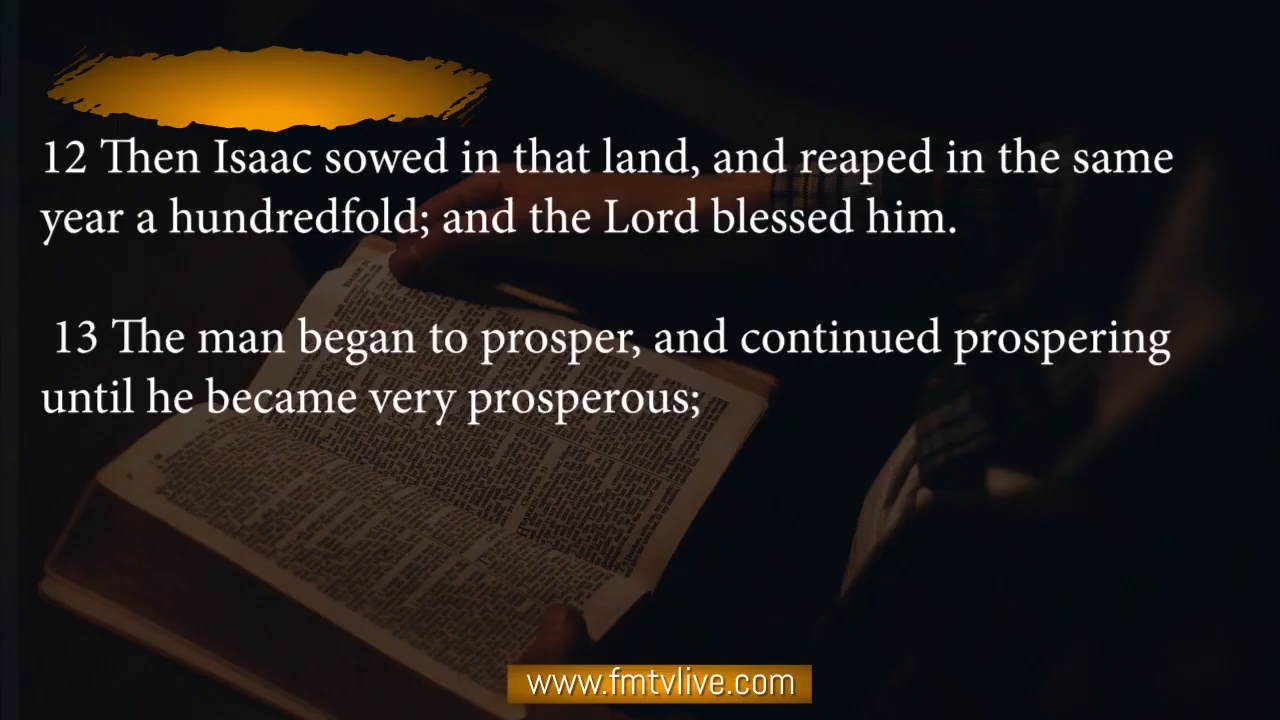 12 Then Isaac sowed in that land, and reaped in the same
year a hundredfold; and the Lord blessed him.
13 The man began to prosper, and continued prospering
until he became very prosperous;
www.fmtvlive.com